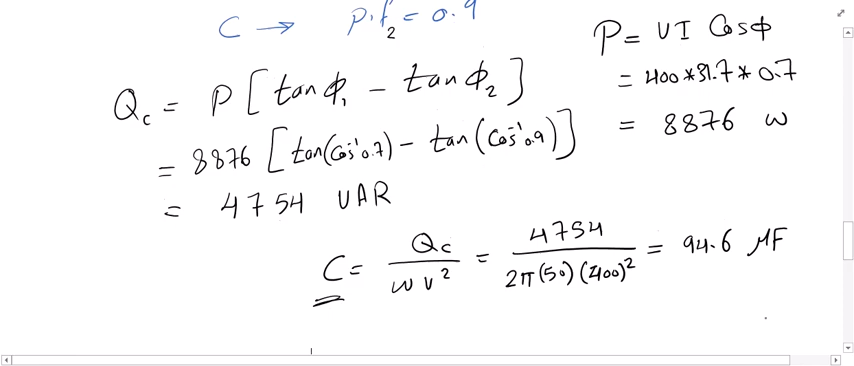 C → p.f₂ = 0.9
P = VI Cosφ
= 400*31.7*0.7
= 8876 W
Qc = P [tanφ₁ - tanφ₂]
= 8876 [tan(Cos⁻¹0.7) - tan(Cos⁻¹0.9)]
= 4754 VAR
C = Qc / wv² = 4754 / 2π(50)(400)² = 94.6 μF